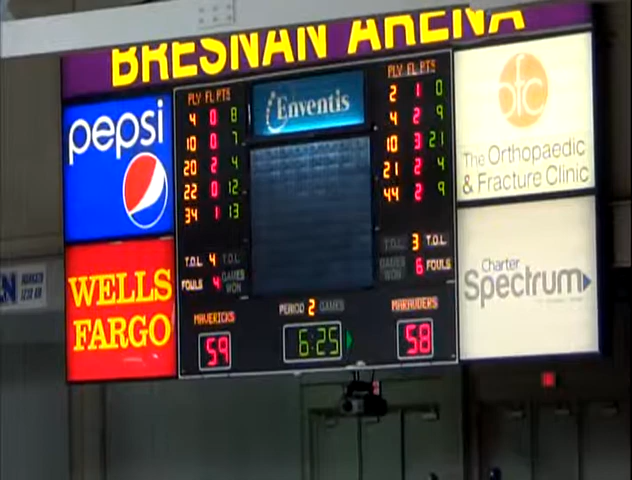 BRESNAN ARENA
pepsi
WELLS
FARGO
PLY FL PTS
4 0 8
10 0 7
20 2 4
22 0 12
34 1 13
T.O.L 4 T.O.L
FOULS 4 GAMES
WON
Enventis
PLY FL PTS
2 1 0
4 2 9
10 3 21
21 2 4
44 2 9
T.O.L 3 T.O.L
GAMES 6 FOULS
WON
MAVERICKS
59
PERIOD 2 GAMES
6:25
MARAUDERS
58
ofc
The Orthopaedic
& Fracture Clinic
Charter
Spectrum